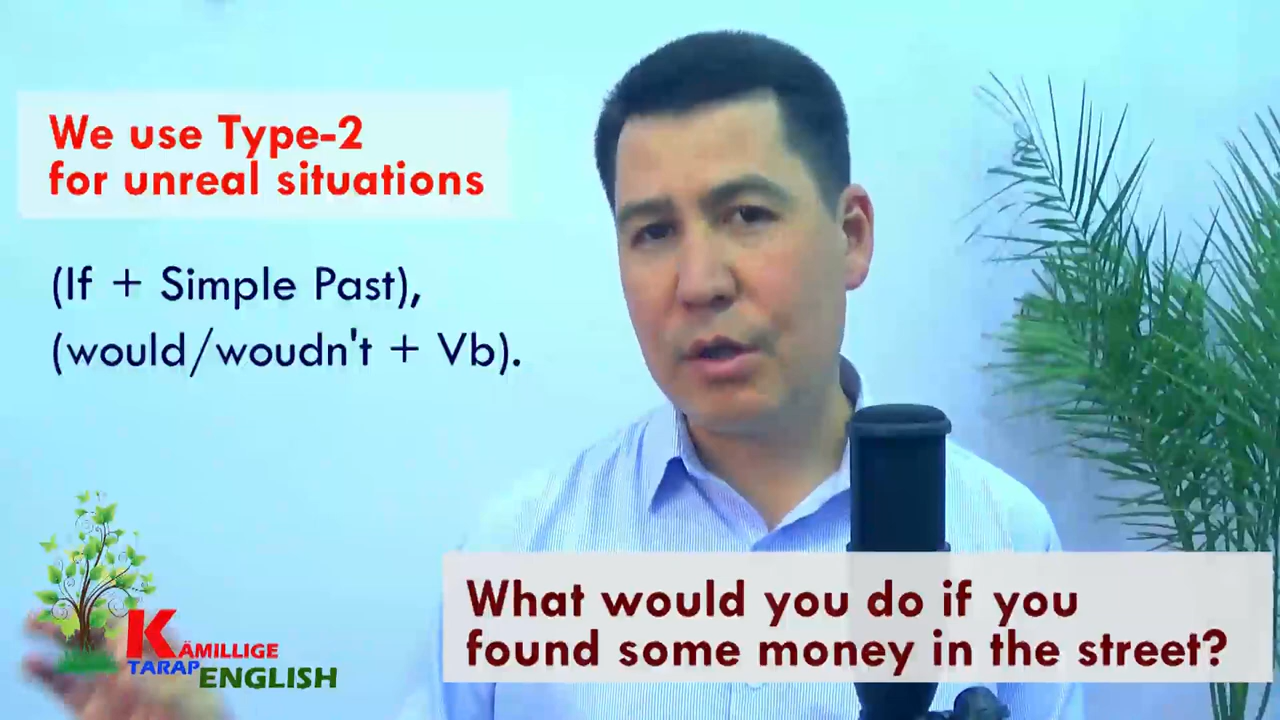 We use Type-2
for unreal situations
(If + Simple Past),
(would/woudn't + Vb).
What would you do if you
found some money in the street?
KÄMILLIGE
TARAP ENGLISH